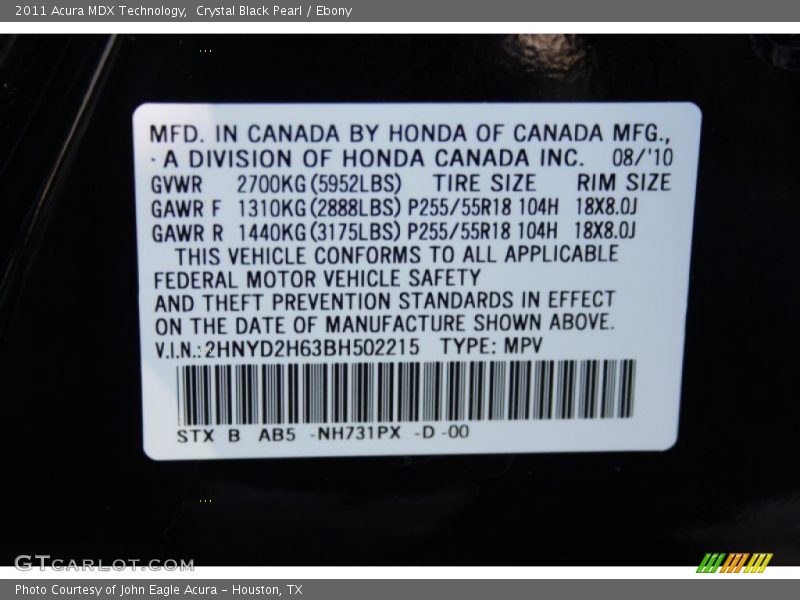 2011 Acura MDX Technology,  Crystal Black Pearl / Ebony
MFD. IN CANADA BY HONDA OF CANADA MFG.,
A DIVISION OF HONDA CANADA INC. 08/'10
GVWR 2700KG(5952LBS) TIRE SIZE RIM SIZE
GAWR F 1310KG(2888LBS) P255/55R18 104H 18X8.0J
GAWR R 1440KG(3175LBS) P255/55R18 104H 18X8.0J
THIS VEHICLE CONFORMS TO ALL APPLICABLE
FEDERAL MOTOR VEHICLE SAFETY
AND THEFT PREVENTION STANDARDS IN EFFECT
ON THE DATE OF MANUFACTURE SHOWN ABOVE.
V.I.N.:2HNYD2H63BH502215 TYPE: MPV
STX B AB5 -NH731PX -D -00
GTCARLOT.COM
Photo Courtesy of John Eagle Acura - Houston, TX